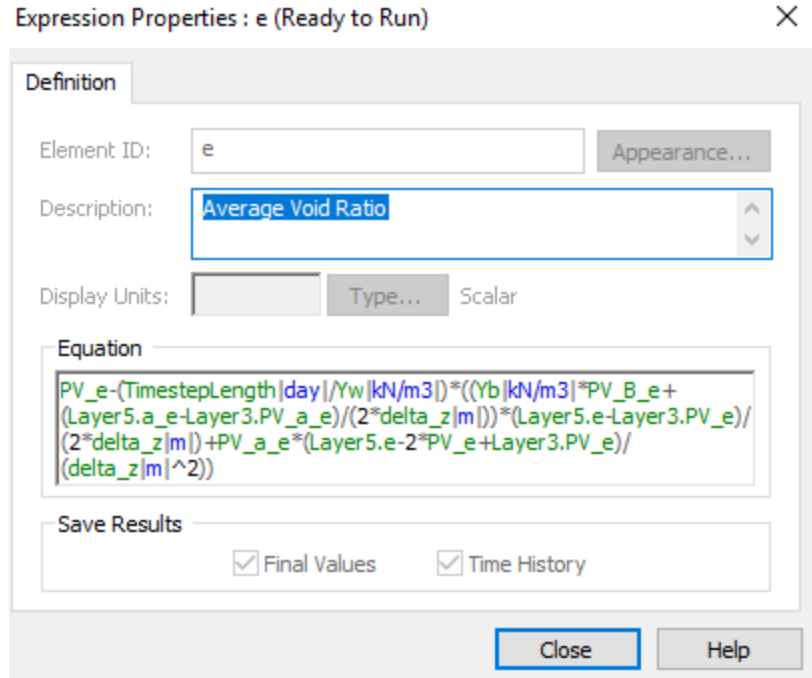 Expression Properties : e (Ready to Run)
Definition
Element ID:
e
Appearance...
Description:
Average Void Ratio
Display Units:
Type...
Scalar
Equation
PV_e-(TimestepLength|day|/Yw|kN/m3|)*((Yb|kN/m3|*PV_B_e+
(Layer5.a_e-Layer3.PV_a_e)/(2*delta_z|m|))*(Layer5.e-Layer3.PV_e)/
(2*delta_z|m|)+PV_a_e*(Layer5.e-2*PV_e+Layer3.PV_e)/
(delta_z|m|^2))
Save Results
Final Values
Time History
Close
Help